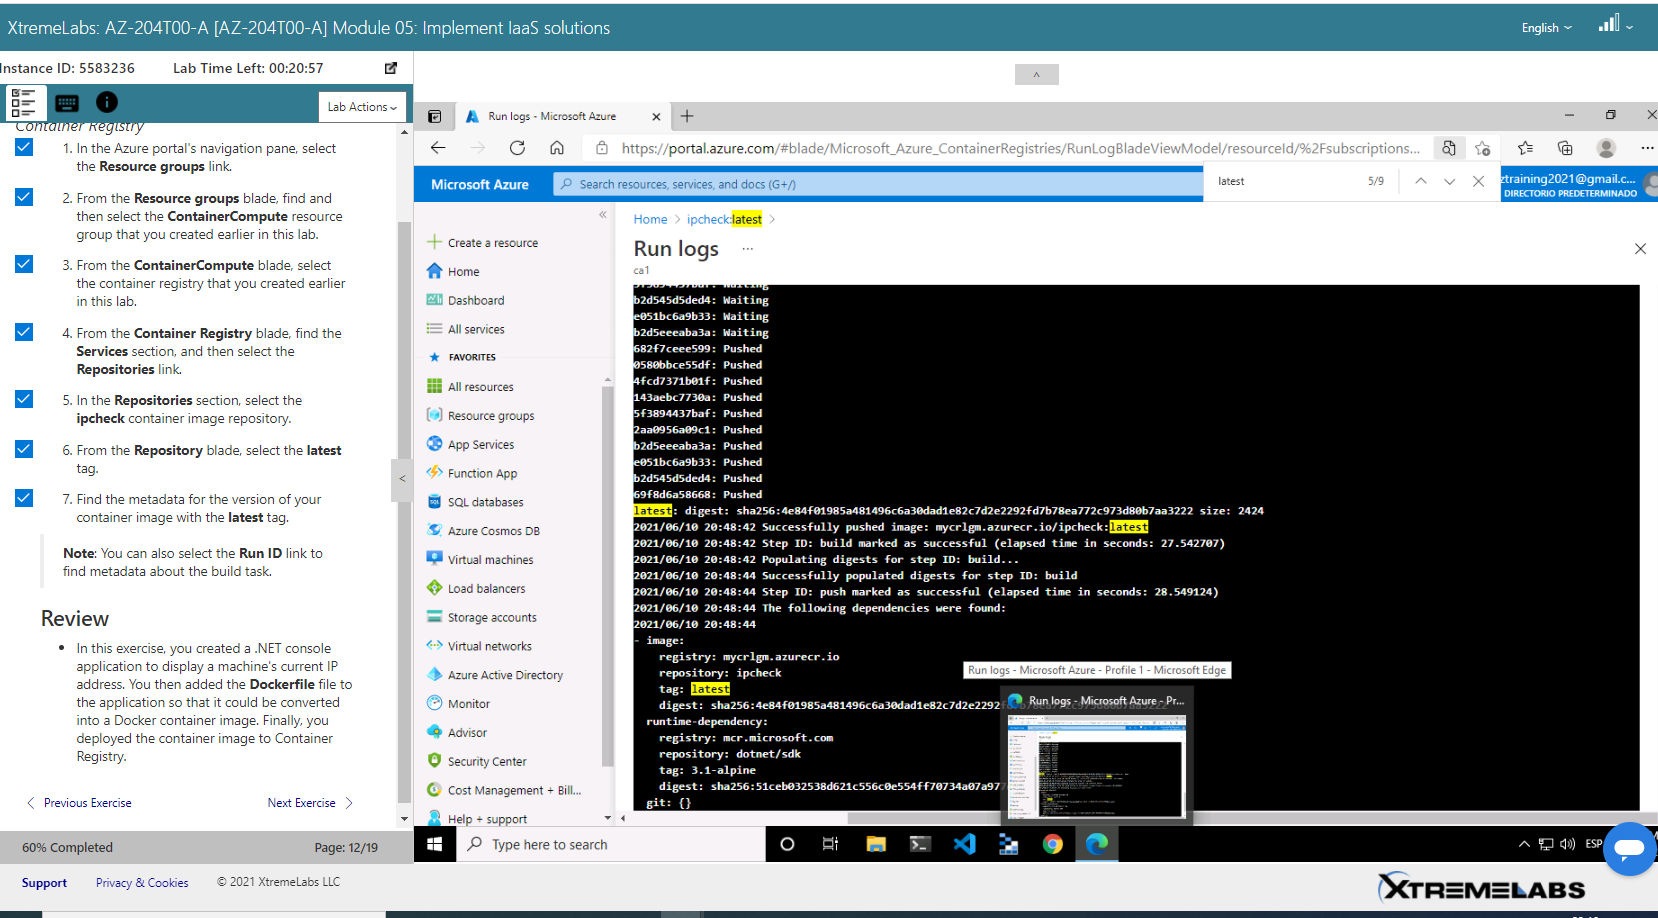 XtremeLabs: AZ-204T00-A [AZ-204T00-A] Module 05: Implement IaaS solutions
English
Instance ID: 5583236
Lab Time Left: 00:20:57
Lab Actions
Container Registry
1. In the Azure portal's navigation pane, select
the Resource groups link.
2. From the Resource groups blade, find and
then select the ContainerCompute resource
group that you created earlier in this lab.
3. From the ContainerCompute blade, select
the container registry that you created earlier
in this lab.
4. From the Container Registry blade, find the
Services section, and then select the
Repositories link.
5. In the Repositories section, select the
ipcheck container image repository.
6. From the Repository blade, select the latest
tag.
7. Find the metadata for the version of your
container image with the latest tag.
Note: You can also select the Run ID link to
find metadata about the build task.
Review
• In this exercise, you created a .NET console
application to display a machine's current IP
address. You then added the Dockerfile file to
the application so that it could be converted
into a Docker container image. Finally, you
deployed the container image to Container
Registry.
Previous Exercise
Next Exercise
60% Completed
Page: 12/19
Support
Privacy & Cookies
© 2021 XtremeLabs LLC
Run logs - Microsoft Azure
https://portal.azure.com/#blade/Microsoft_Azure_ContainerRegistries/RunLogBladeViewModel/resourceId/%2Fsubscriptions...
Microsoft Azure
Search resources, services, and docs (G+/)
latest
5/9
ztraining2021@gmail.c...
DIRECTORIO PREDETERMINADO
Create a resource
Home
Dashboard
All services
FAVORITES
All resources
Resource groups
App Services
Function App
SQL databases
Azure Cosmos DB
Virtual machines
Load balancers
Storage accounts
Virtual networks
Azure Active Directory
Monitor
Advisor
Security Center
Cost Management + Bill...
Help + support
Home > ipcheck:latest >
Run logs ...
ca1
5f3894437baf: Waiting
b2d545d5ded4: Waiting
e051bc6a9b33: Waiting
b2d5eeeaba3a: Waiting
682f7ceee599: Pushed
0580bbce55df: Pushed
4fcd7371b01f: Pushed
143aebc7730a: Pushed
5f3894437baf: Pushed
2aa0956a09c1: Pushed
b2d5eeeaba3a: Pushed
e051bc6a9b33: Pushed
b2d545d5ded4: Pushed
69f8d6a58668: Pushed
latest: digest: sha256:4e84f01985a481496c6a30dad1e82c7d2e2292fd7b78ea772c973d80b7aa3222 size: 2424
2021/06/10 20:48:42 Successfully pushed image: mycrlgm.azurecr.io/ipcheck:latest
2021/06/10 20:48:42 Step ID: build marked as successful (elapsed time in seconds: 27.542707)
2021/06/10 20:48:42 Populating digests for step ID: build...
2021/06/10 20:48:44 Successfully populated digests for step ID: build
2021/06/10 20:48:44 Step ID: push marked as successful (elapsed time in seconds: 28.549124)
2021/06/10 20:48:44 The following dependencies were found:
2021/06/10 20:48:44
- image:
registry: mycrlgm.azurecr.io
repository: ipcheck
tag: latest
digest: sha256:4e84f01985a481496c6a30dad1e82c7d2e2292
runtime-dependency:
registry: mcr.microsoft.com
repository: dotnet/sdk
tag: 3.1-alpine
digest: sha256:51ceb032538d621c556c0e554ff70734a07a977
git: {}
Run logs - Microsoft Azure - Profile 1 - Microsoft Edge
Run logs - Microsoft Azure - Pr...
Type here to search
ESP
XTREMELABS